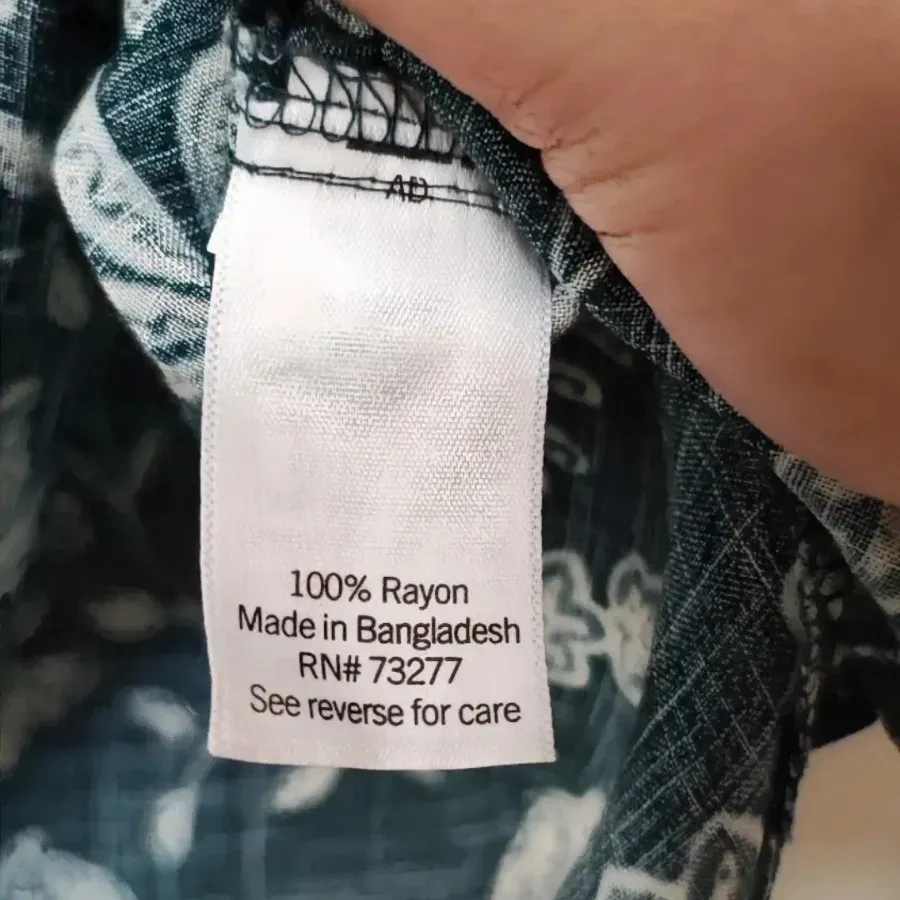 AD
100% Rayon
Made in Bangladesh
RN# 73277
See reverse for care